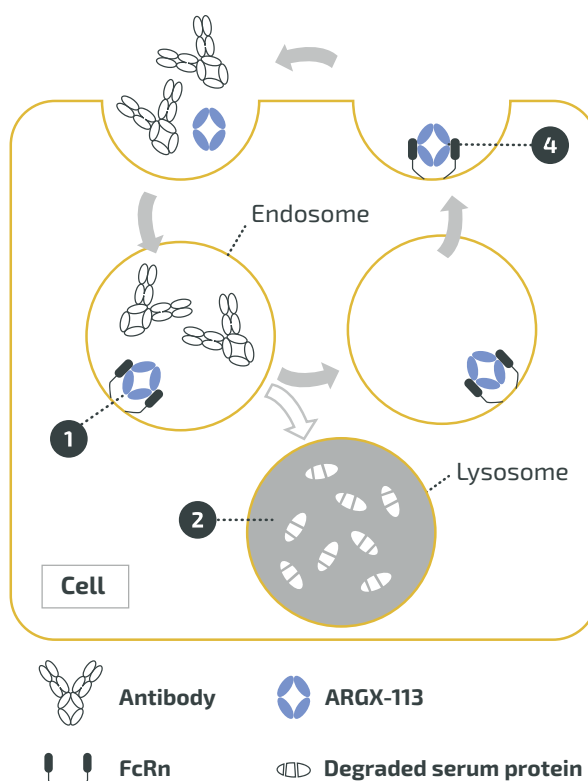 4
Endosome
1
Lysosome
2
Cell
Antibody
ARGX-113
FcRn
Degraded serum protein